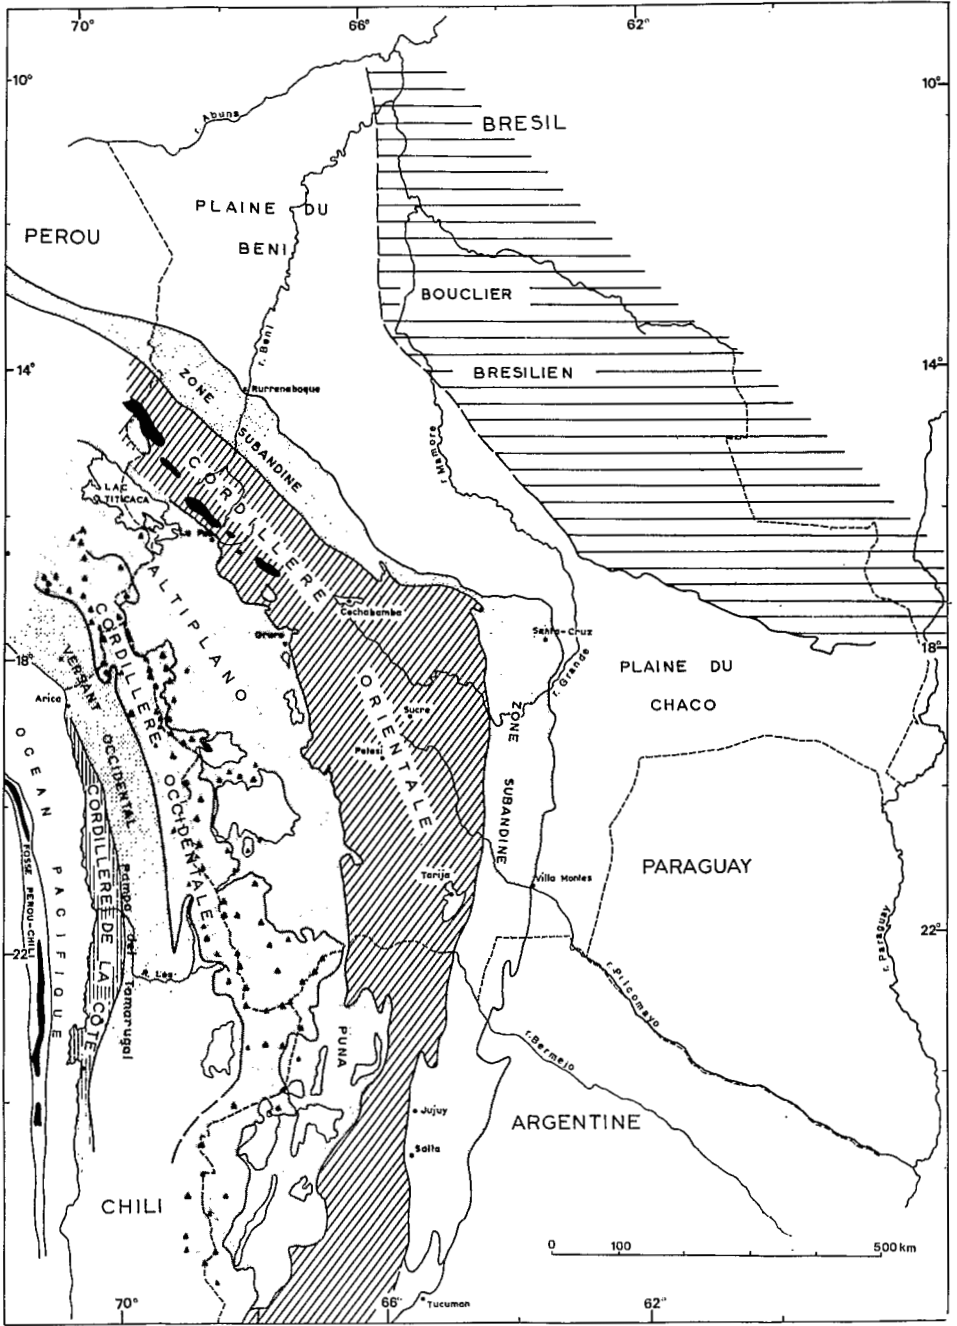 70° 66° 62°
10° 10°
r. Abuna
BRESIL
PLAINE DU
BENI
PEROU
BOUCLIER
r. Beni
14° 14°
BRESILIEN
ZONE
Rurrenabaque
SUBANDINE
r. Mamore
CORDILLERE
LAC
TITICACA
La Paz
ALTIPLANO
Cochabamba
Oruro
Santa-Cruz
CORDILLERE
18° 18°
VERSANT
PLAINE DU
r. Grande
ORIENTALE
Arica
CHACO
Sucre
ZONE
OCEAN
OCCIDENTAL
Potosi
OCCIDENTALE
SUBANDINE
CORDILLERE DE LA CÔTE
FOSSE PEROU-CHILI
PACIFIQUE
Pampa del Tamarugal
PARAGUAY
Tarija
Villa Montes
22° 22°
r. Paraguay
Loa
r. Pilcomayo
PUNA
r. Bermejo
Jujuy
ARGENTINE
Salta
CHILI
0 100 500 km
70° 66° 62°
Tucuman